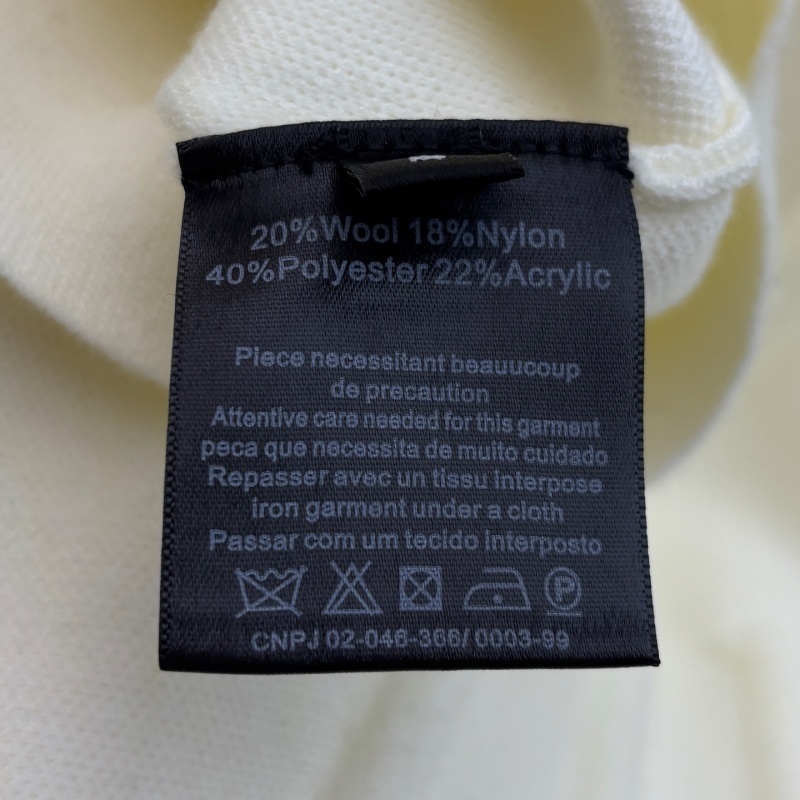 20%Wool 18%Nylon
40%Polyester 22%Acrylic
Piece necessitant beauucoup
de precaution
Attentive care needed for this garment
peca que necessita de muito cuidado
Repasser avec un tissu interpose
iron garment under a cloth
Passar com um tecido interposto
P
CNPJ 02-046-366/ 0003-99